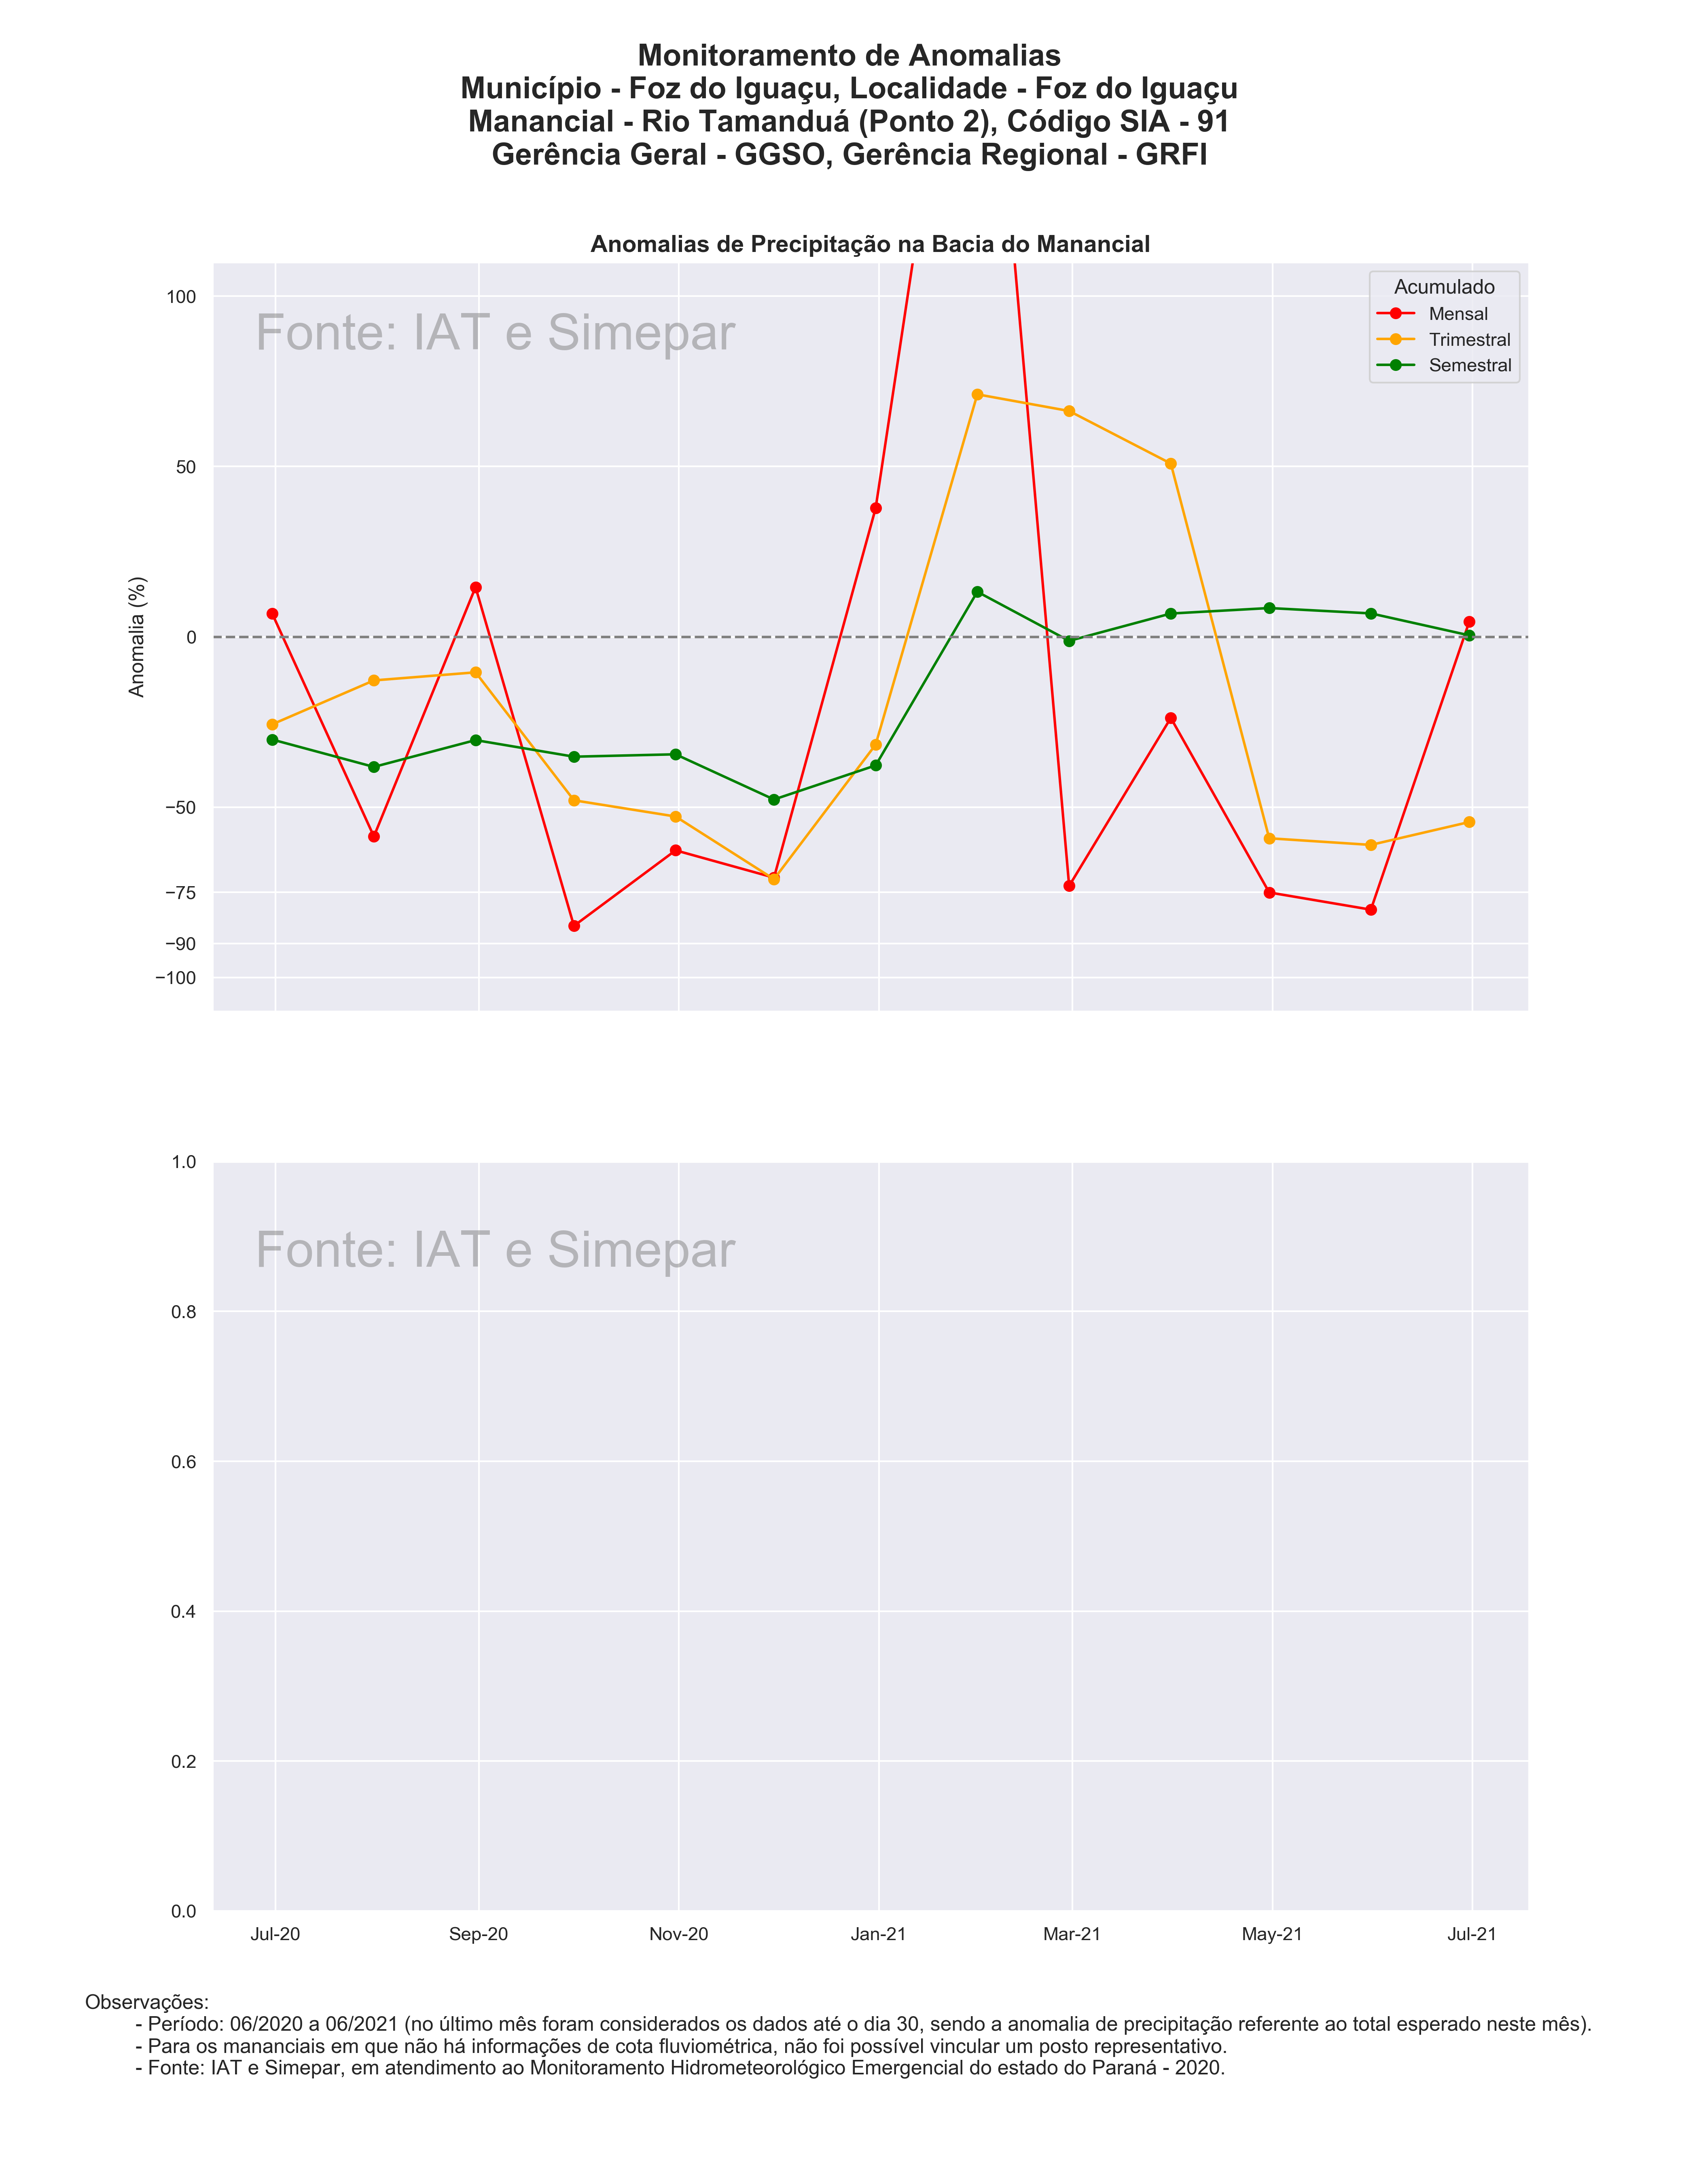 Monitoramento de Anomalias
Município - Foz do Iguaçu, Localidade - Foz do Iguaçu
Manancial - Rio Tamanduá (Ponto 2), Código SIA - 91
Gerência Geral - GGSO, Gerência Regional - GRFI
Anomalias de Precipitação na Bacia do Manancial
Fonte: IAT e Simepar
Acumulado
Mensal
Trimestral
Semestral
Anomalia (%)
100
50
0
−50
−75
−90
−100
Fonte: IAT e Simepar
1.0
0.8
0.6
0.4
0.2
0.0
Jul-20 Sep-20 Nov-20 Jan-21 Mar-21 May-21 Jul-21
Observações:
- Período: 06/2020 a 06/2021 (no último mês foram considerados os dados até o dia 30, sendo a anomalia de precipitação referente ao total esperado neste mês).
- Para os mananciais em que não há informações de cota fluviométrica, não foi possível vincular um posto representativo.
- Fonte: IAT e Simepar, em atendimento ao Monitoramento Hidrometeorológico Emergencial do estado do Paraná - 2020.